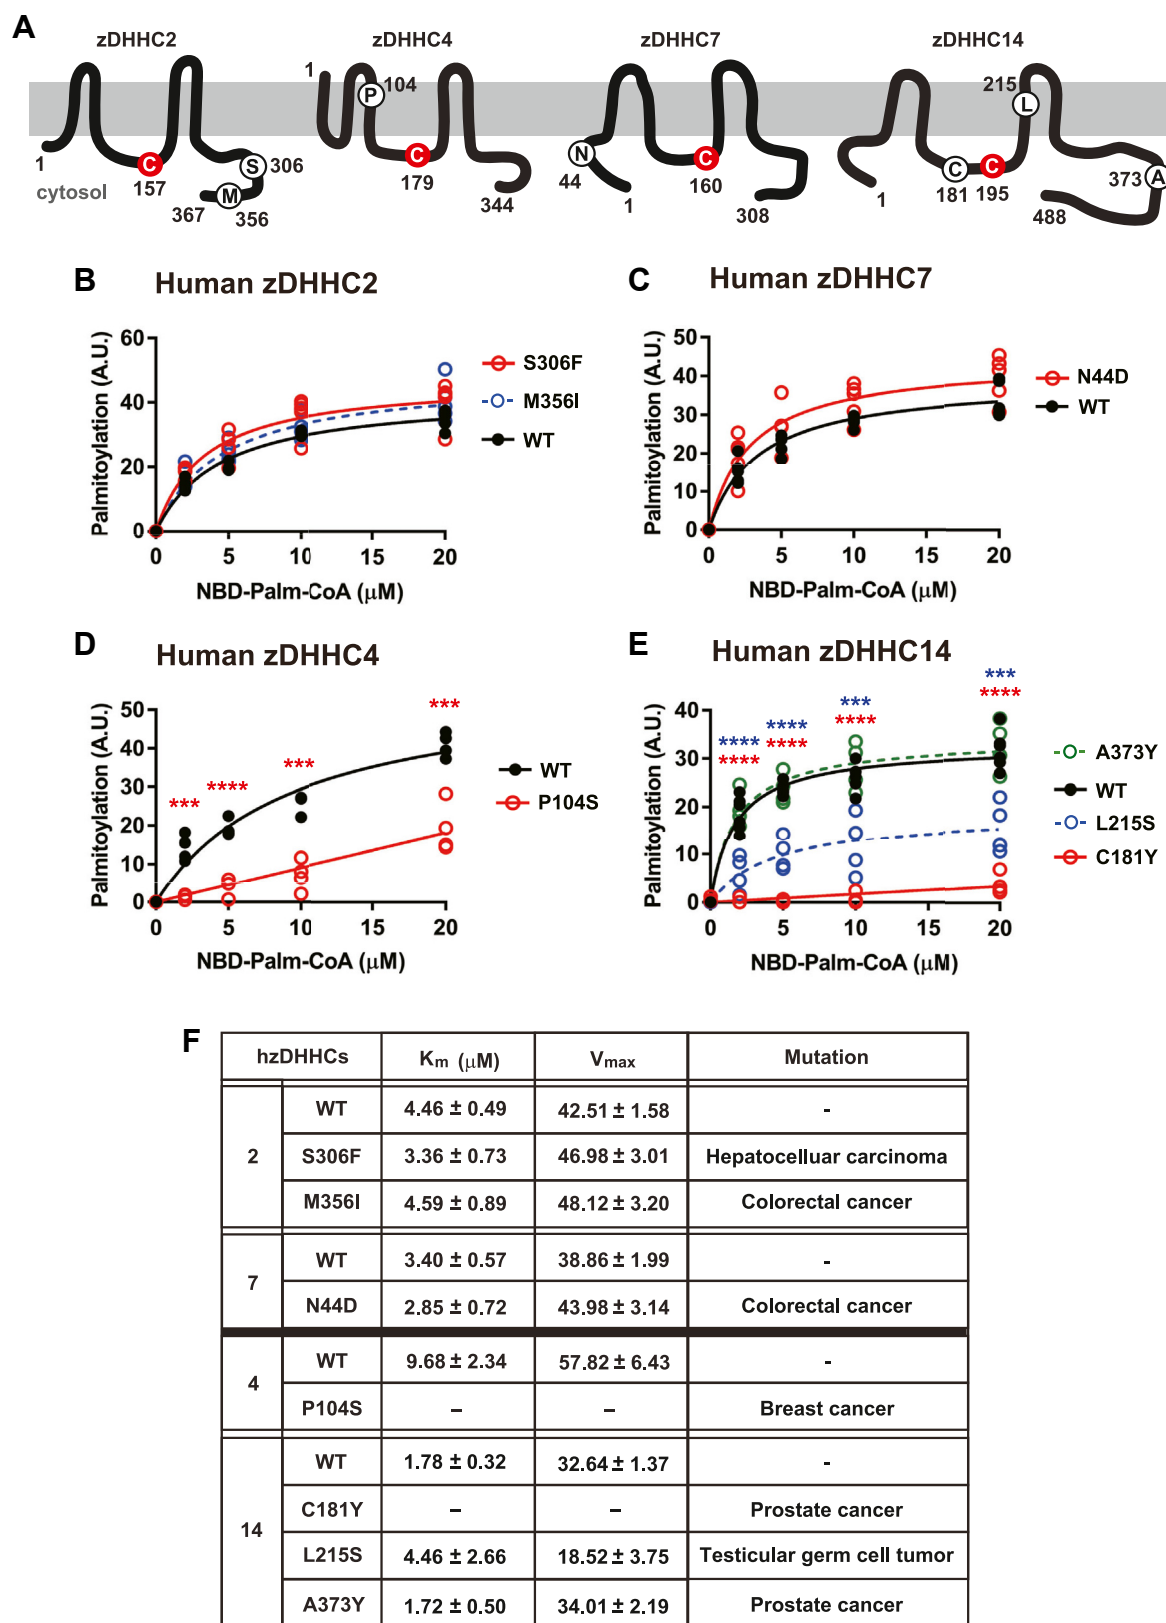 A
zDHHC2
zDHHC4
zDHHC7
zDHHC14
1
P
104
215
L
1
C
157
S
306
M
367
356
cytosol
C
179
344
N
44
1
C
160
308
1
C
181
C
195
373
A
488
B
Human zDHHC2
Palmitoylation (A.U.)
60
40
20
0
0 5 10 15 20
NBD-Palm-CoA (μM)
S306F
M356I
WT
C
Human zDHHC7
Palmitoylation (A.U.)
50
40
30
20
10
0
0 5 10 15 20
NBD-Palm-CoA (μM)
N44D
WT
D
Human zDHHC4
Palmitoylation (A.U.)
50
40
30
20
10
0
*** **** *** ***
0 5 10 15 20
NBD-Palm-CoA (μM)
WT
P104S
E
Human zDHHC14
Palmitoylation (A.U.)
40
30
20
10
0
**** **** *** ***
**** **** **** ****
0 5 10 15 20
NBD-Palm-CoA (μM)
A373Y
WT
L215S
C181Y
F
hzDHHCs Km (μM) Vmax Mutation
2
WT 4.46 ± 0.49 42.51 ± 1.58 -
S306F 3.36 ± 0.73 46.98 ± 3.01 Hepatocelluar carcinoma
M356I 4.59 ± 0.89 48.12 ± 3.20 Colorectal cancer
7
WT 3.40 ± 0.57 38.86 ± 1.99 -
N44D 2.85 ± 0.72 43.98 ± 3.14 Colorectal cancer
4
WT 9.68 ± 2.34 57.82 ± 6.43 -
P104S – – Breast cancer
14
WT 1.78 ± 0.32 32.64 ± 1.37 -
C181Y – – Prostate cancer
L215S 4.46 ± 2.66 18.52 ± 3.75 Testicular germ cell tumor
A373Y 1.72 ± 0.50 34.01 ± 2.19 Prostate cancer